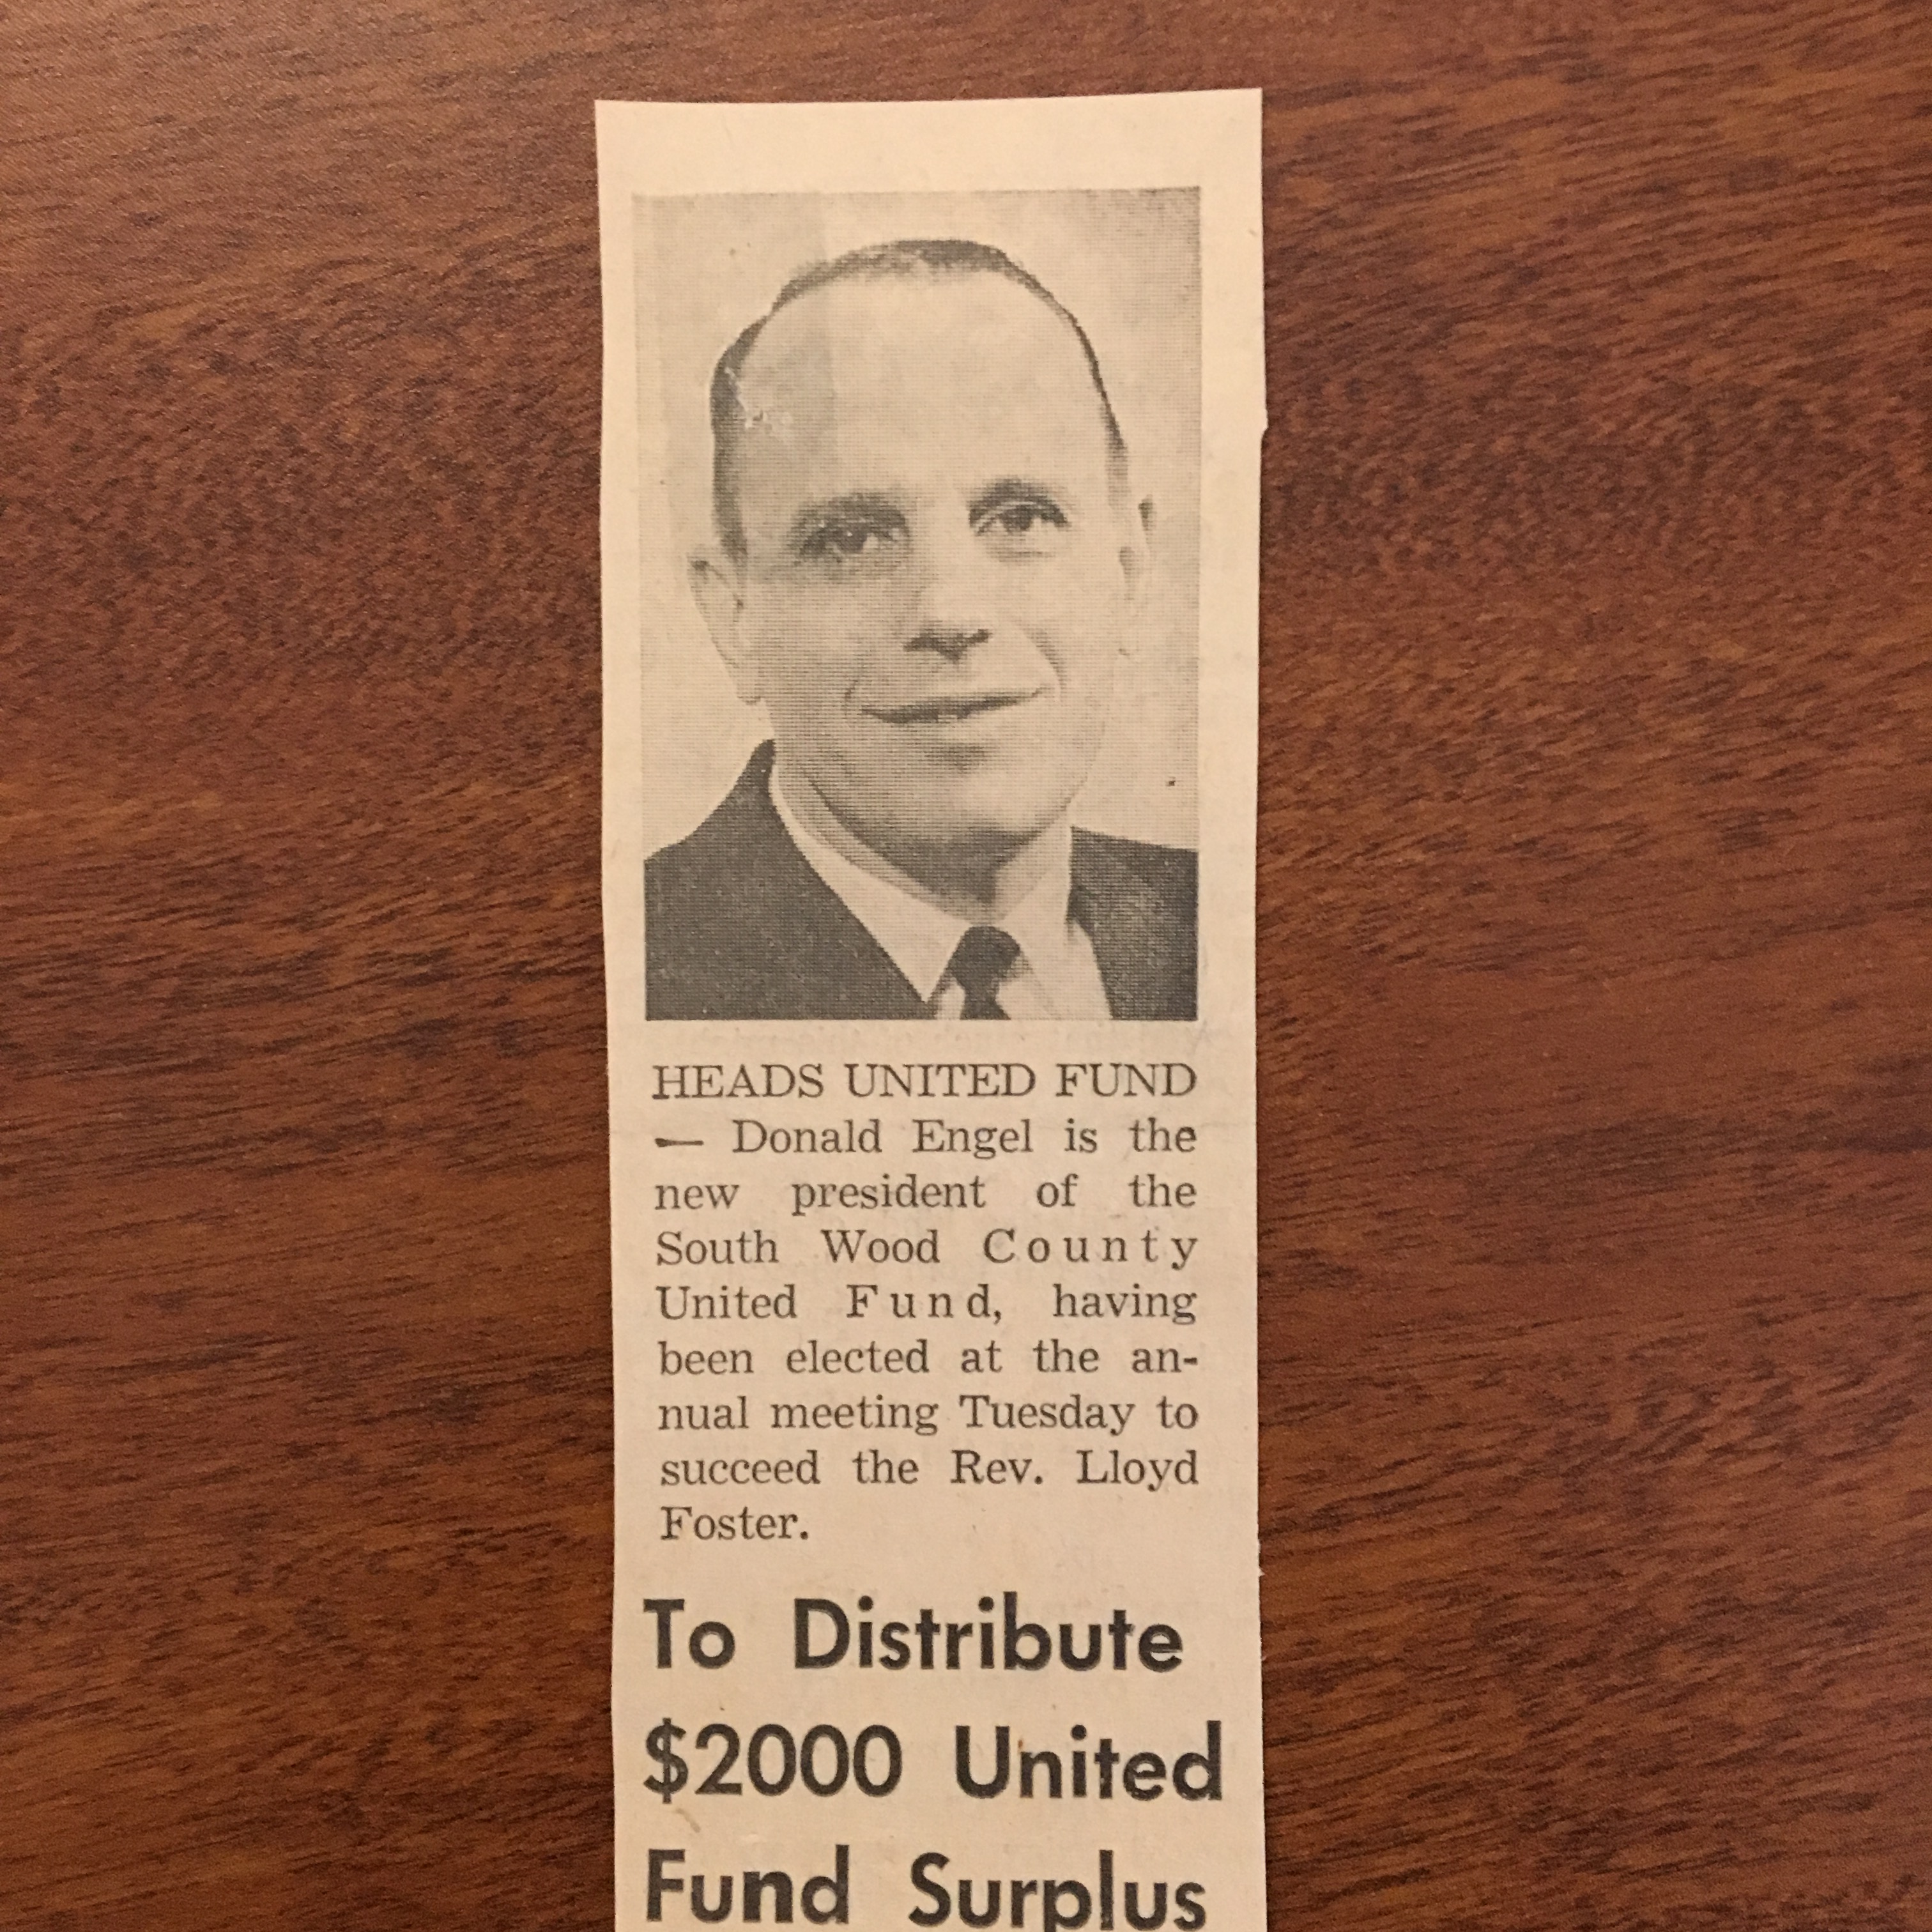 HEADS UNITED FUND
— Donald Engel is the
new president of the
South Wood County
United Fund, having
been elected at the an-
nual meeting Tuesday to
succeed the Rev. Lloyd
Foster.
To Distribute
$2000 United
Fund Surplus